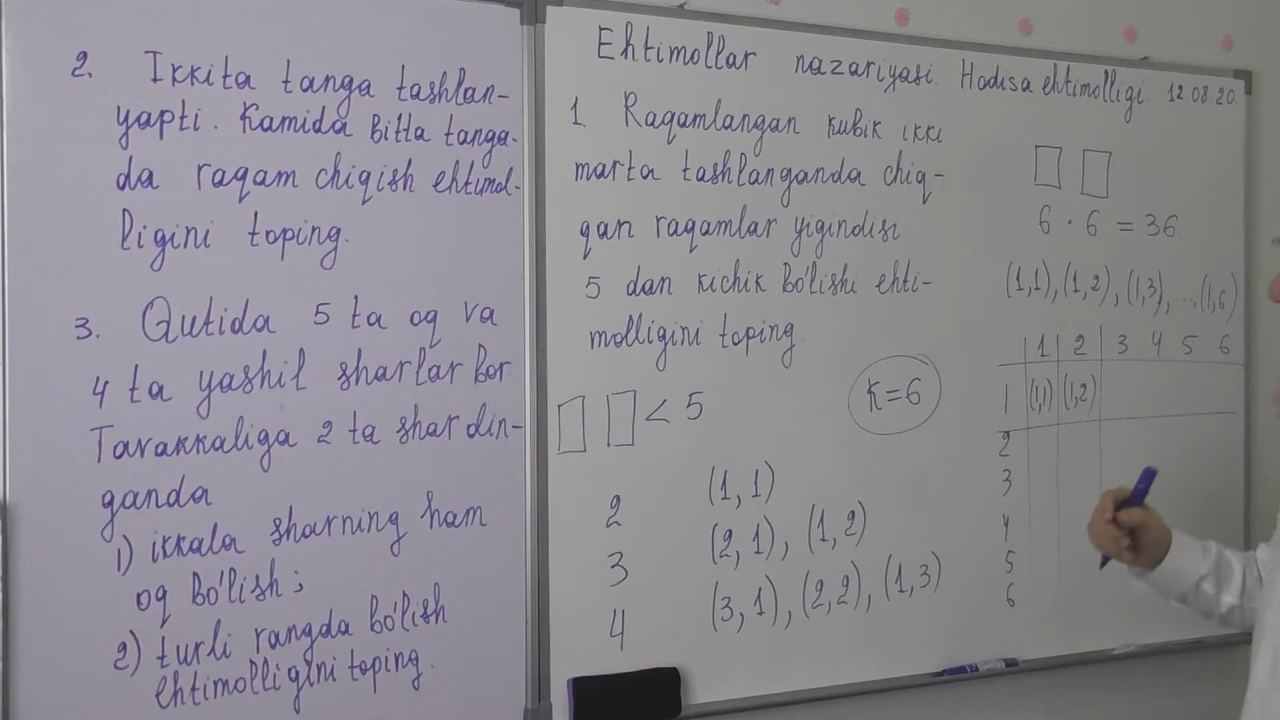 2. Ikkita tanga tashlan-
yapti. Kamida bitta tanga-
da raqam chiqish ehtimol-
ligini toping.
3. Qutida 5 ta oq va
4 ta yashil sharlar bor
Tavakkaliga 2 ta shar olin-
ganda
1) ikkala sharning ham
oq bo'lish;
2) turli rangda bo'lish
ehtimolligini toping.
Ehtimollar nazariyasi. Hodisa ehtimolligi. 12.08.20.
1. Raqamlangan kubik ikki
marta tashlanganda chiq-
qan raqamlar yigindisi
5 dan kichik bo'lishi ehti-
molligini toping
□ □ < 5
K=6
2 (1,1)
3 (2,1), (1,2)
4 (3,1), (2,2), (1,3)
□ □
6 · 6 = 36
(1,1), (1,2), (1,3), ...(1,6)
1 2 3 4 5 6
1 (1,1) (1,2)
2
3
4
5
6